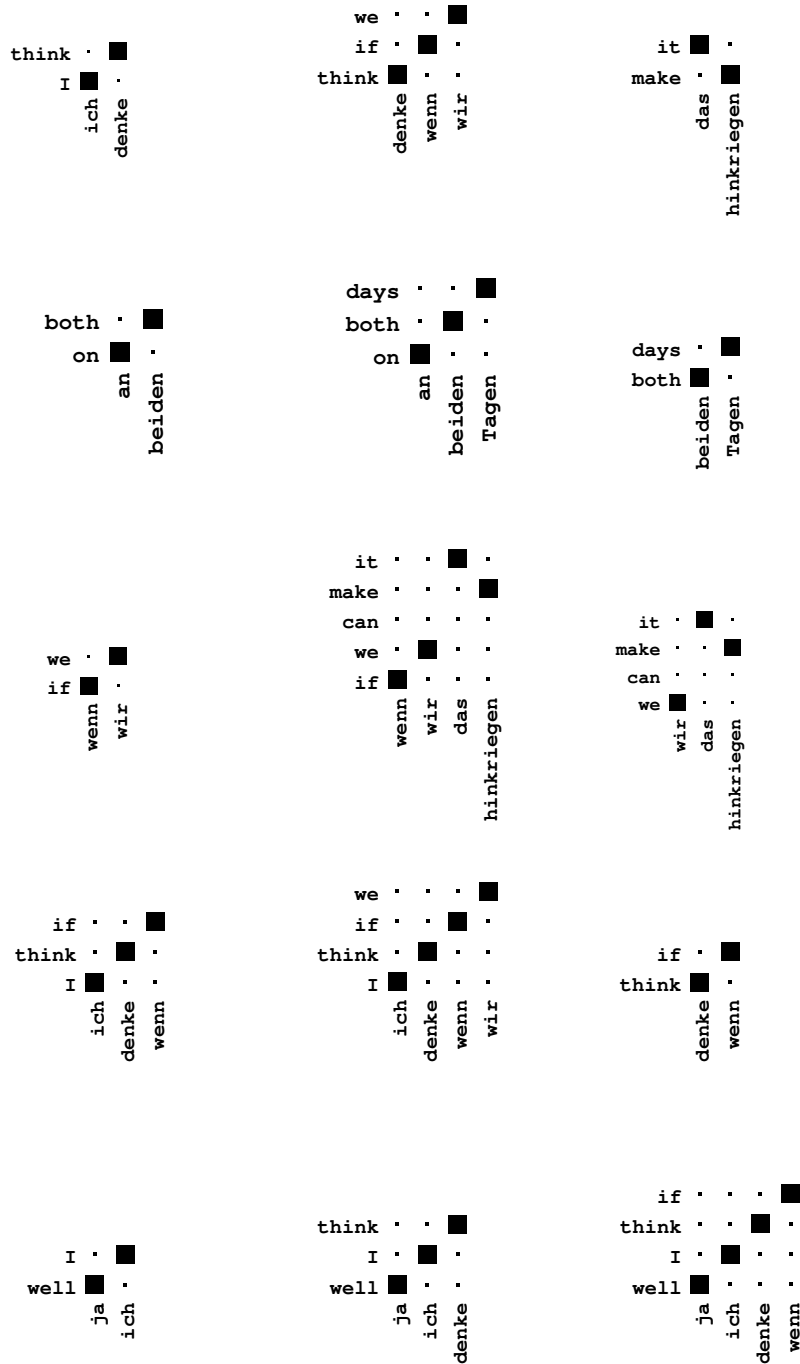 think
I
ich
denke
we
if
think
denke
wenn
wir
it
make
das
hinkriegen
both
on
an
beiden
days
both
on
an
beiden
Tagen
days
both
beiden
Tagen
we
if
wenn
wir
it
make
can
we
if
wenn
wir
das
hinkriegen
it
make
can
we
wir
das
hinkriegen
if
think
I
ich
denke
wenn
we
if
think
I
ich
denke
wenn
wir
if
think
denke
wenn
I
well
ja
ich
think
I
well
ja
ich
denke
if
think
I
well
ja
ich
denke
wenn